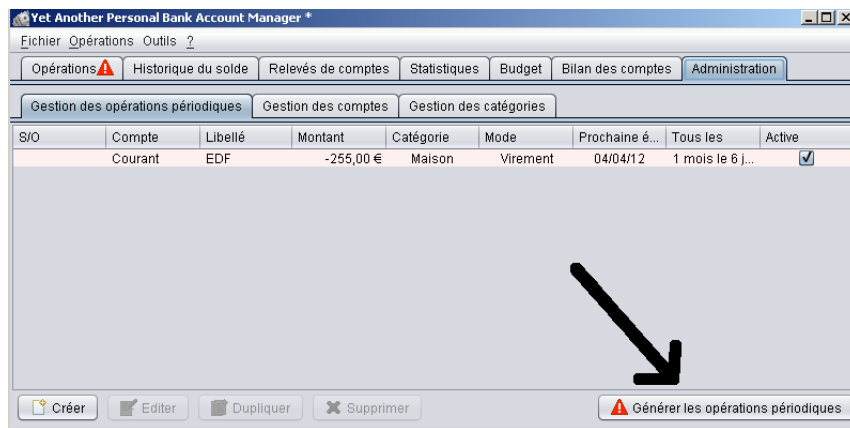 Yet Another Personal Bank Account Manager *
Fichier Opérations Outils ?
Opérations Historique du solde Relevés de comptes Statistiques Budget Bilan des comptes Administration
Gestion des opérations périodiques Gestion des comptes Gestion des catégories
S/O Compte Libellé Montant Catégorie Mode Prochaine é... Tous les Active
Courant EDF -255,00 € Maison Virement 04/04/12 1 mois le 6 j...
Créer Editer Dupliquer Supprimer Générer les opérations périodiques